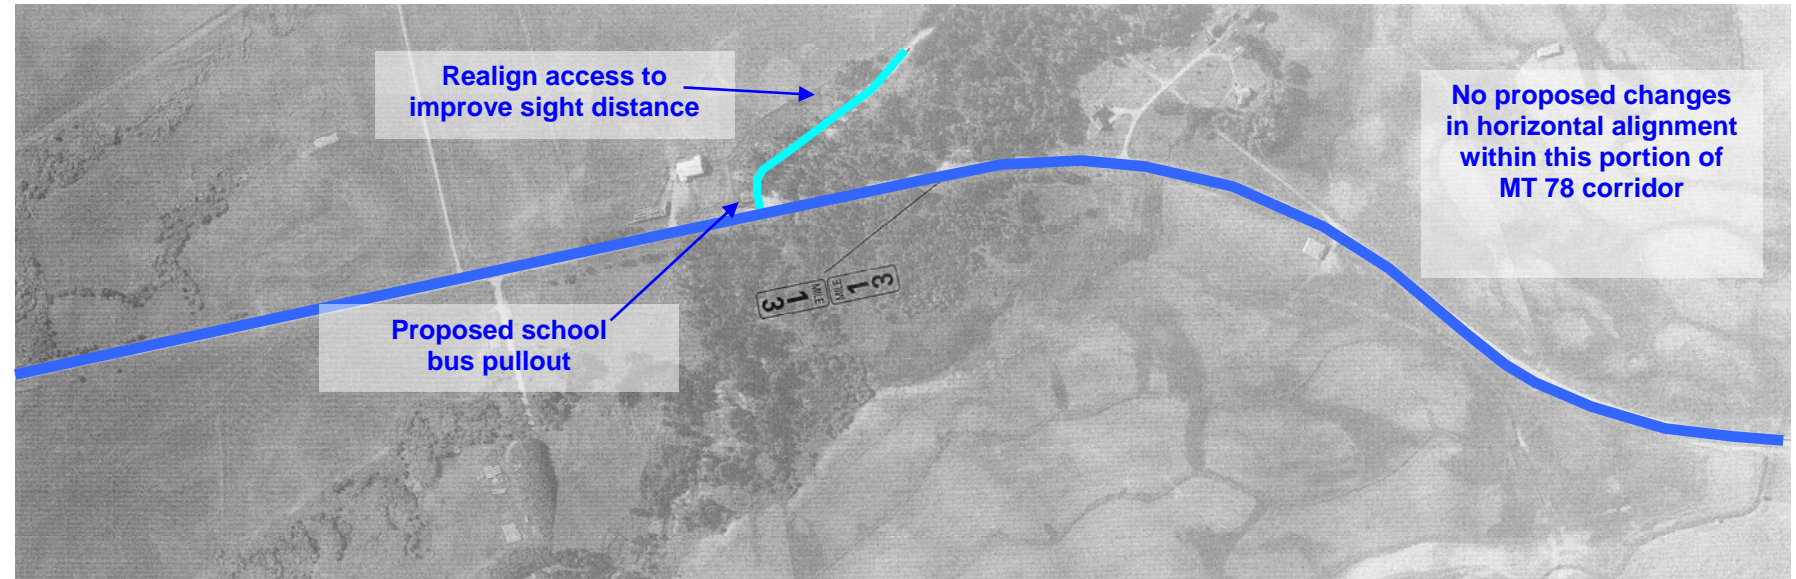 Realign access to
improve sight distance
No proposed changes
in horizontal alignment
within this portion of
MT 78 corridor
MILE
13
MILE
13
Proposed school
bus pullout